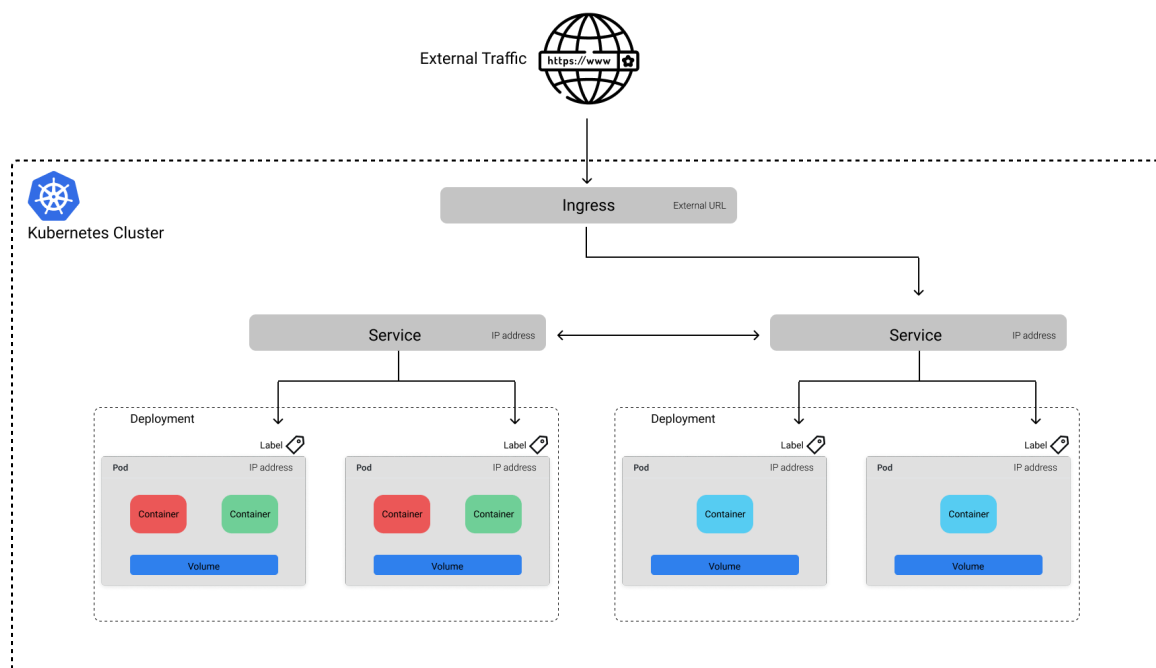 External Traffic
https://www
Kubernetes Cluster
Ingress
External URL
Service
IP address
Service
IP address
Deployment
Label
Label
Pod
IP address
Container
Container
Volume
Pod
IP address
Container
Container
Volume
Deployment
Label
Label
Pod
IP address
Container
Volume
Pod
IP address
Container
Volume